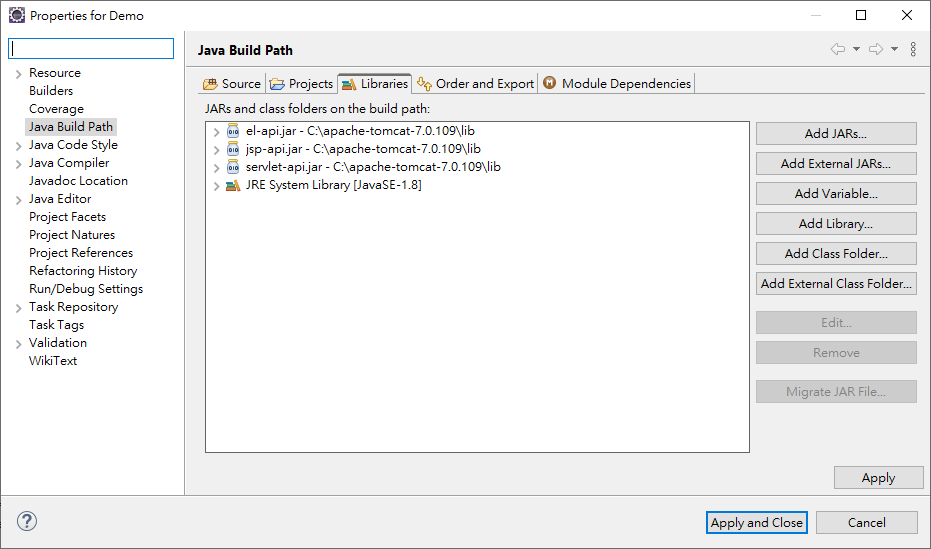 Properties for Demo
Java Build Path
Resource
Builders
Coverage
Java Build Path
Java Code Style
Java Compiler
Javadoc Location
Java Editor
Project Facets
Project Natures
Project References
Refactoring History
Run/Debug Settings
Task Repository
Task Tags
Validation
WikiText
Source Projects Libraries Order and Export Module Dependencies
JARs and class folders on the build path:
el-api.jar - C:\apache-tomcat-7.0.109\lib
jsp-api.jar - C:\apache-tomcat-7.0.109\lib
servlet-api.jar - C:\apache-tomcat-7.0.109\lib
JRE System Library [JavaSE-1.8]
Add JARs...
Add External JARs...
Add Variable...
Add Library...
Add Class Folder...
Add External Class Folder...
Edit...
Remove
Migrate JAR File...
Apply
Apply and Close
Cancel